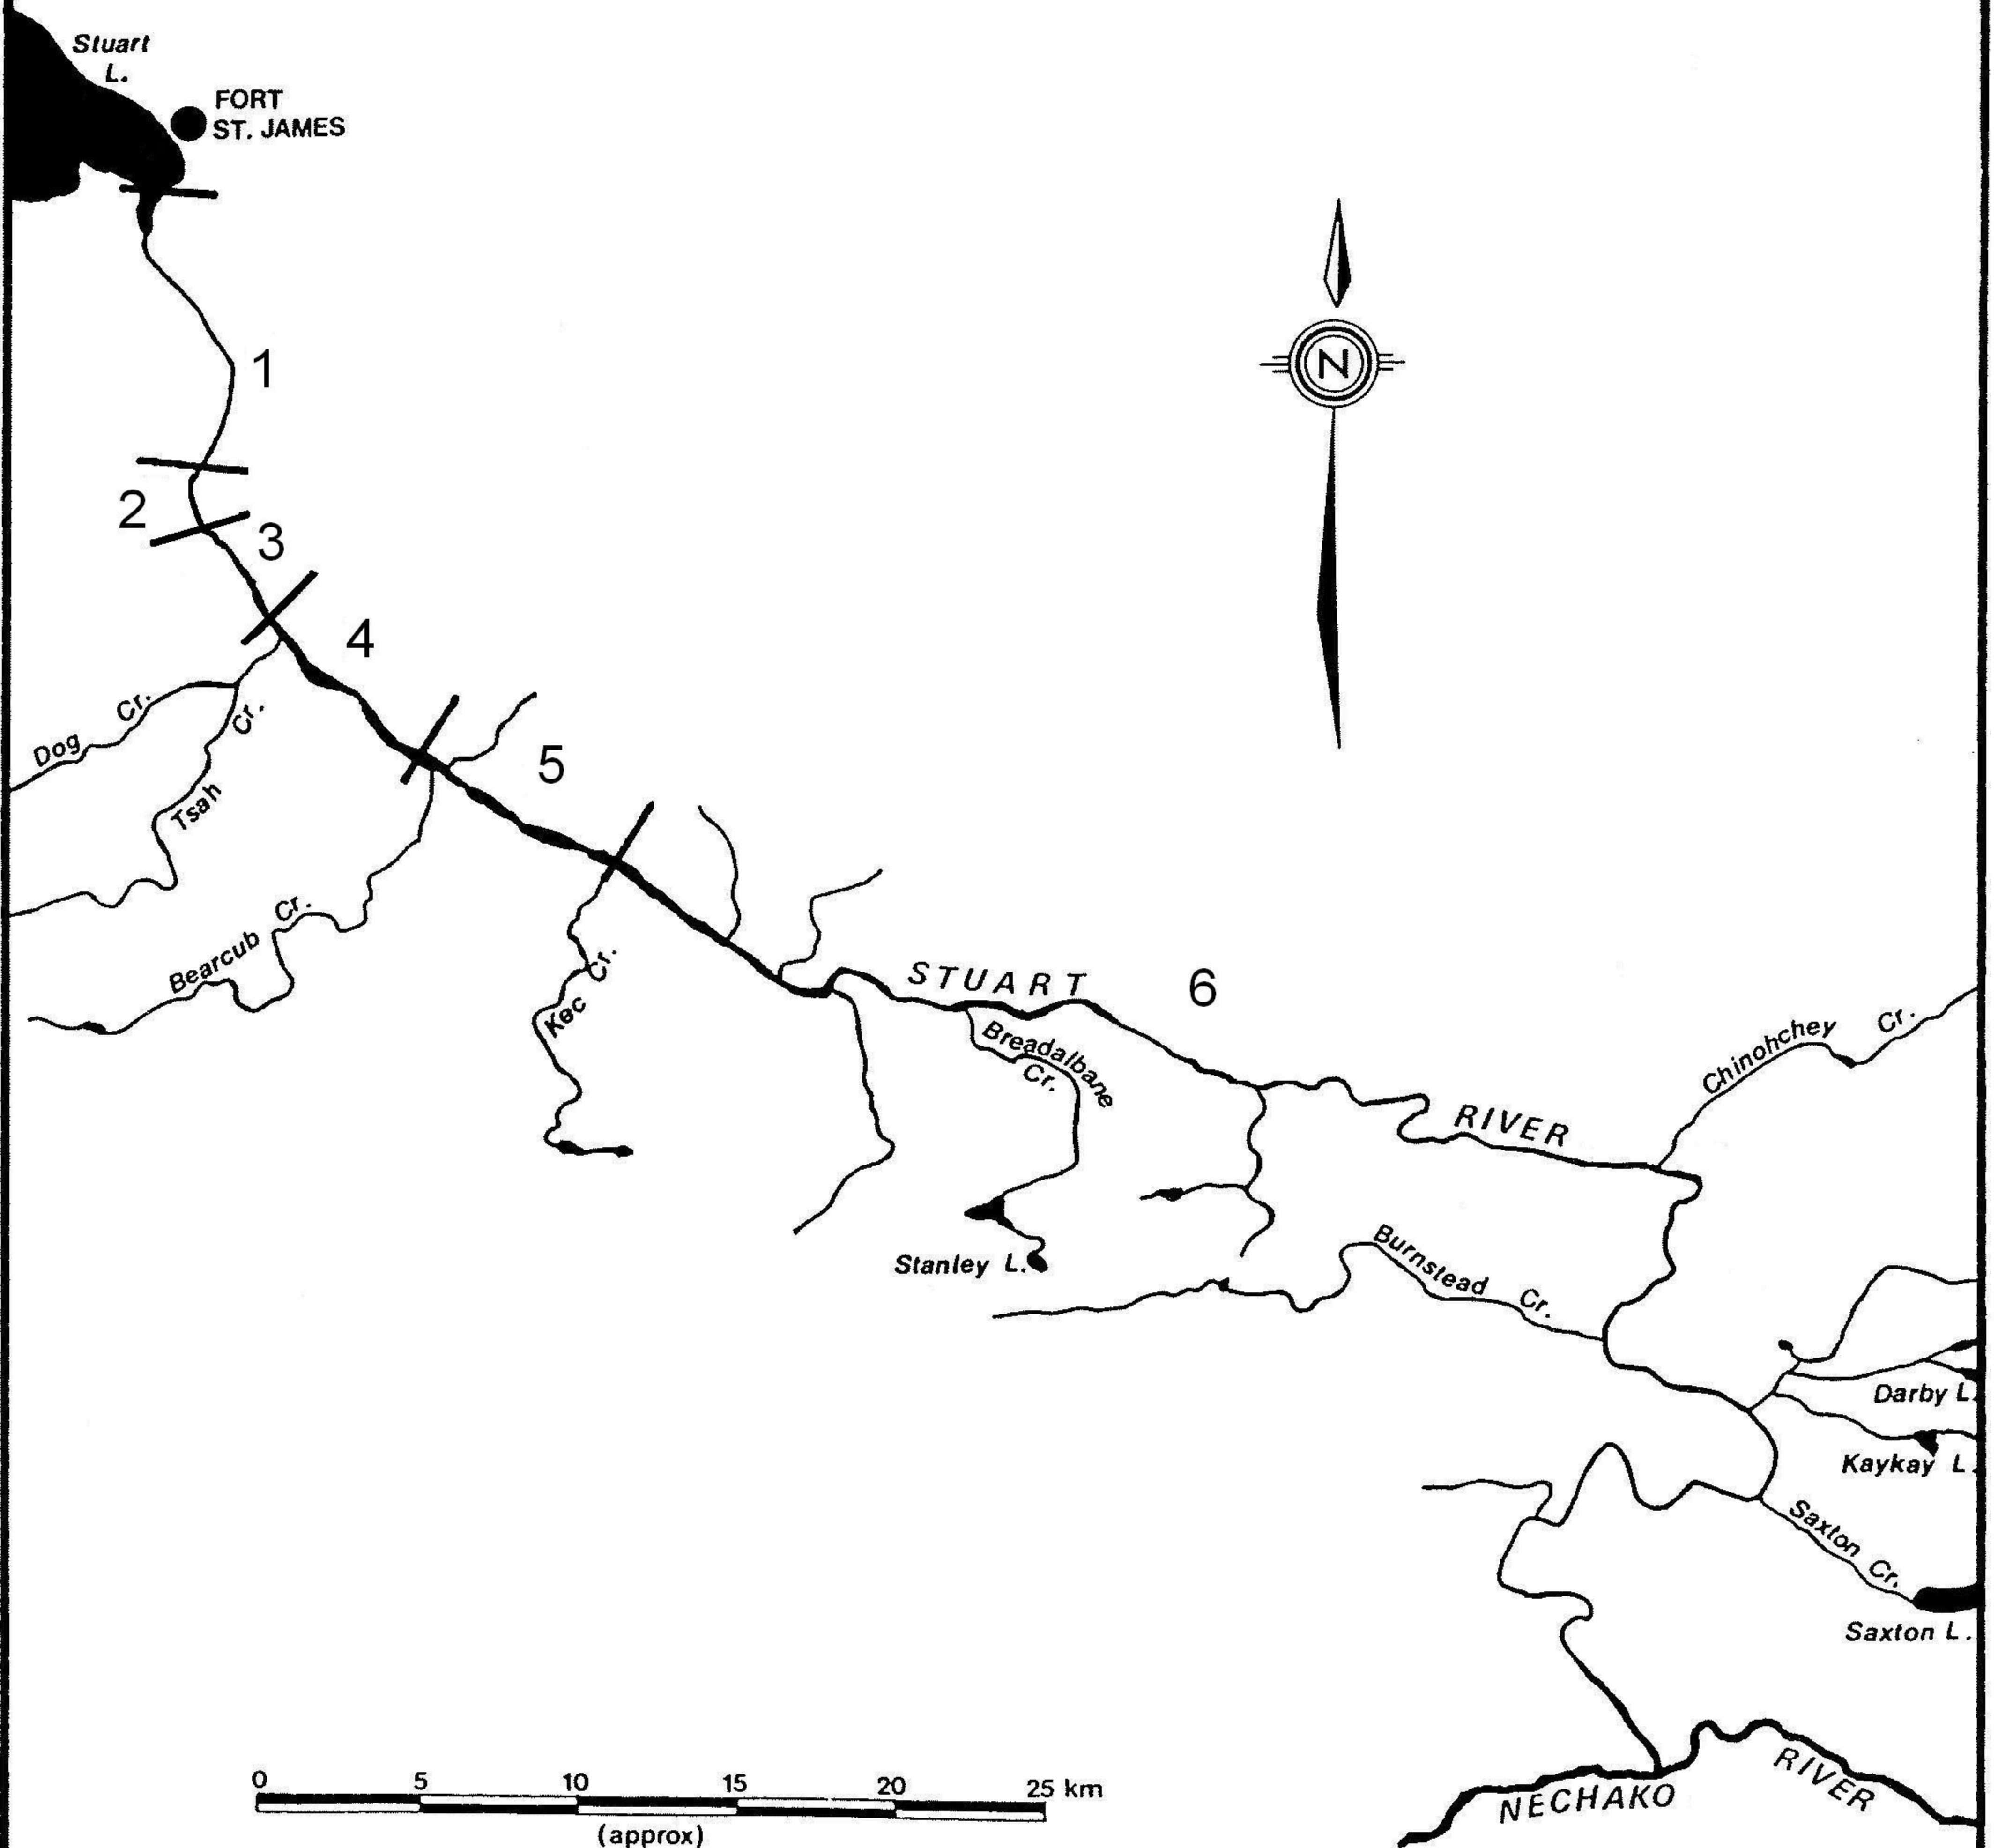 Stuart
L.
FORT
ST. JAMES
N
1
2
3
4
Dog Cr.
Tsah Cr.
5
Bearcub Cr.
Kec Cr.
STUART
6
Breadalbane
Cr.
Chinohchey Cr.
RIVER
Stanley L.
Burnstead Cr.
Darby L.
Kaykay L.
Saxton Cr.
Saxton L.
0 5 10 15 20 25 km
(approx)
NECHAKO RIVER